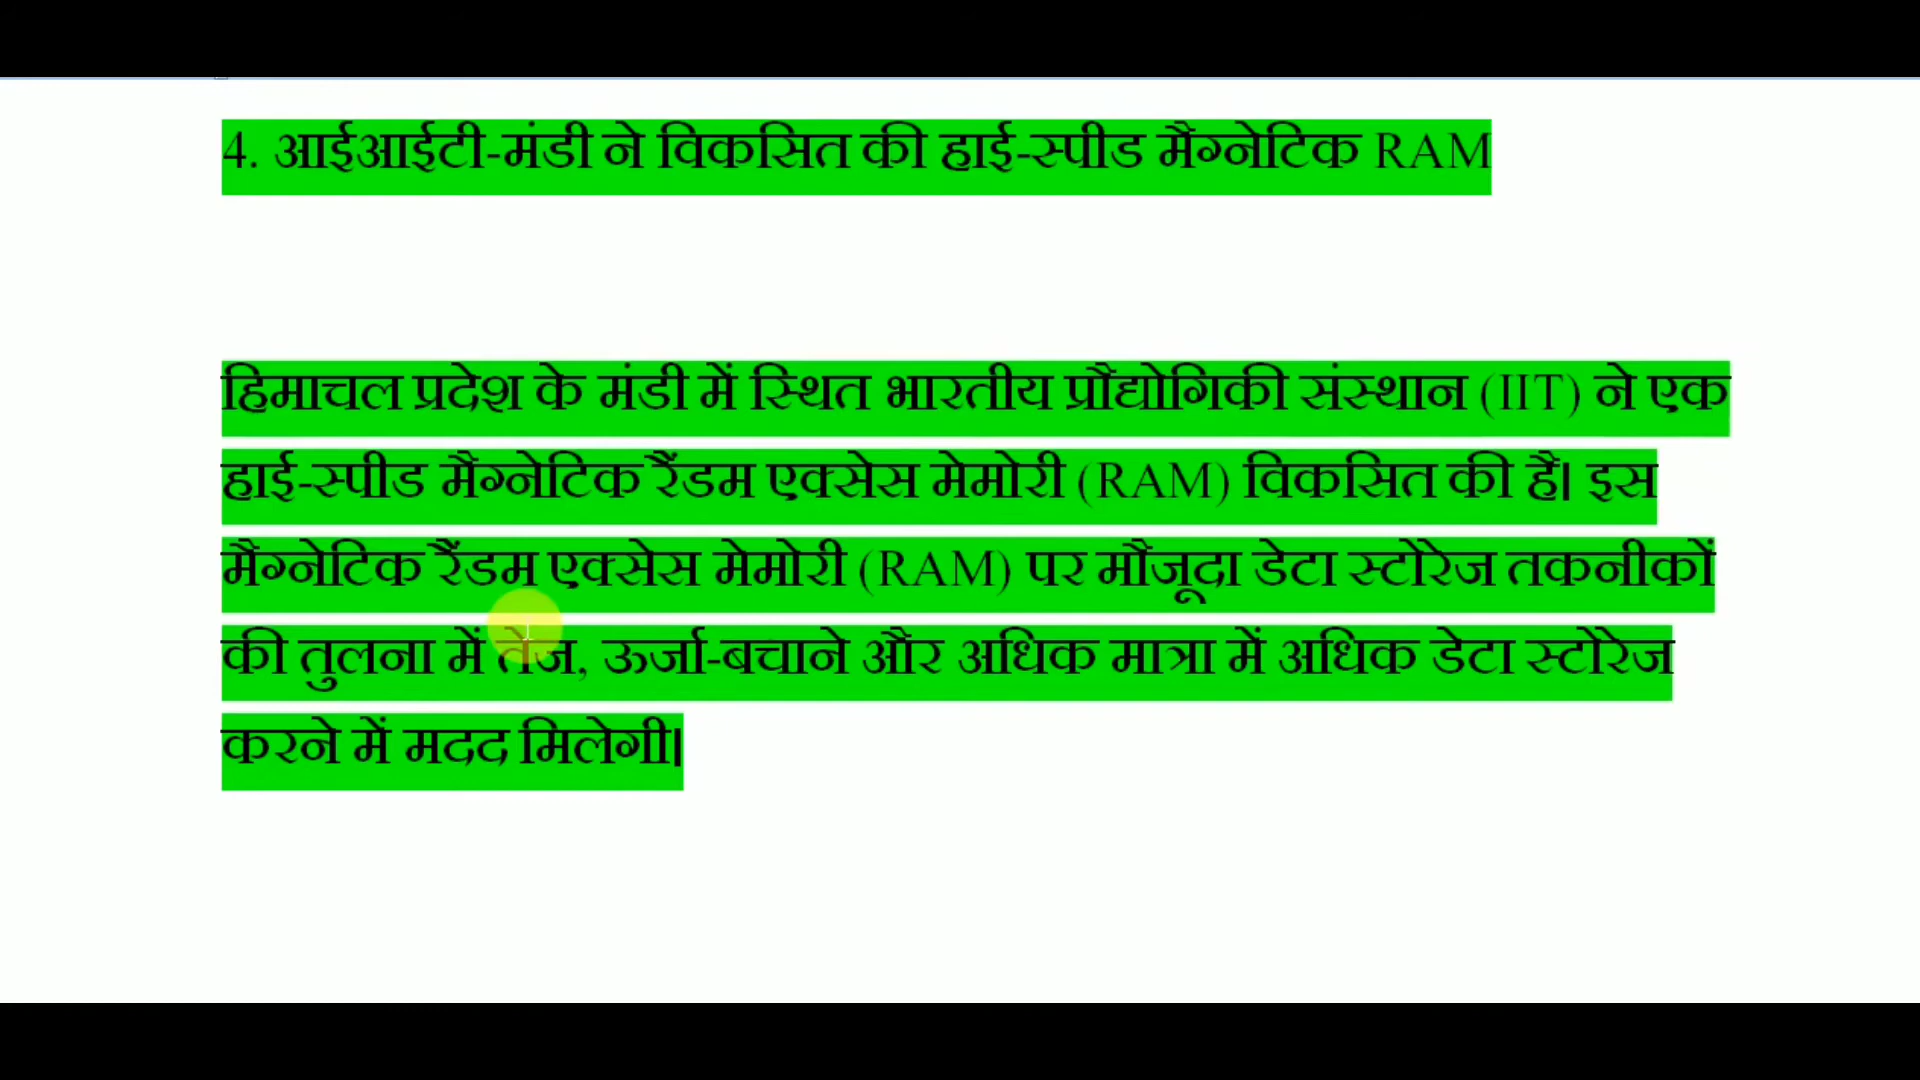 4. आईआईटी-मंडी ने विकसित की हाई-स्पीड मैग्नेटिक RAM
हिमाचल प्रदेश के मंडी में स्थित भारतीय प्रौद्योगिकी संस्थान (IIT) ने एक
हाई-स्पीड मैग्नेटिक रैंडम एक्सेस मेमोरी (RAM) विकसित की है। इस
मैग्नेटिक रैंडम एक्सेस मेमोरी (RAM) पर मौजूदा डेटा स्टोरेज तकनीकों
की तुलना में तेज, ऊर्जा-बचाने और अधिक मात्रा में अधिक डेटा स्टोरेज
करने में मदद मिलेगी।